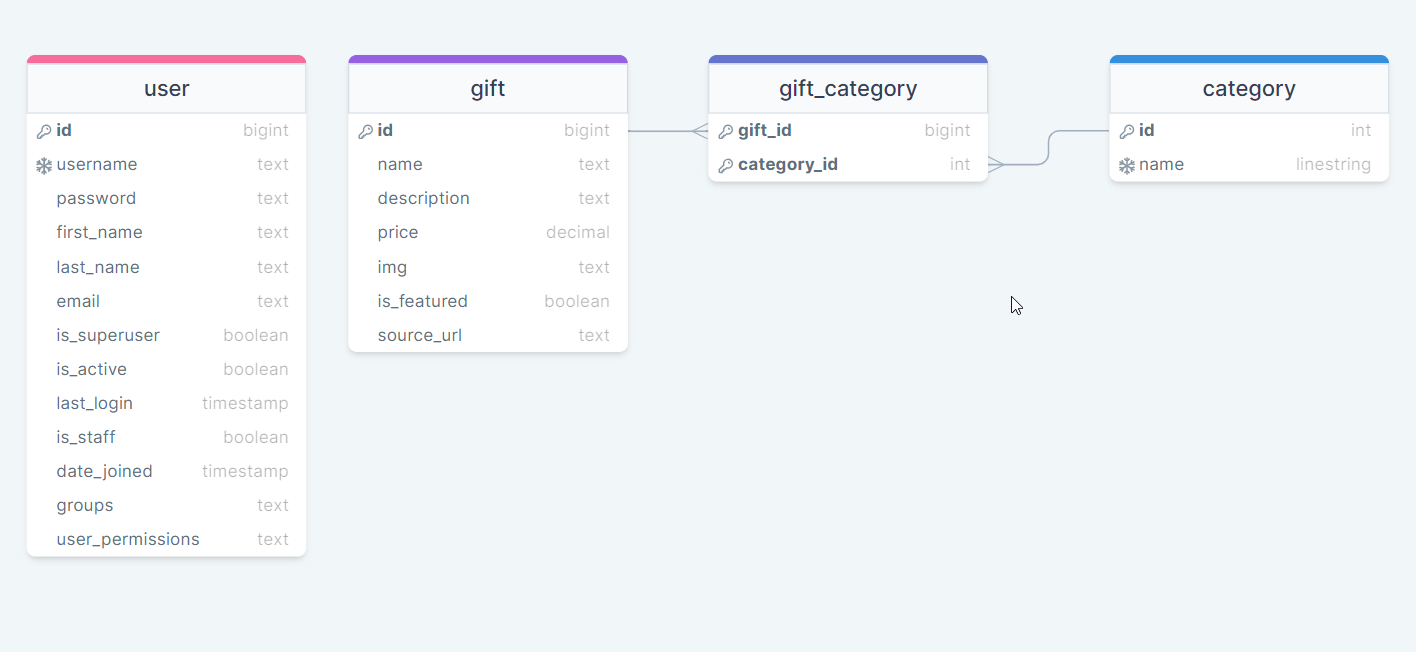 user
id bigint
username text
password text
first_name text
last_name text
email text
is_superuser boolean
is_active boolean
last_login timestamp
is_staff boolean
date_joined timestamp
groups text
user_permissions text
gift
id bigint
name text
description text
price decimal
img text
is_featured boolean
source_url text
gift_category
gift_id bigint
category_id int
category
id int
name linestring